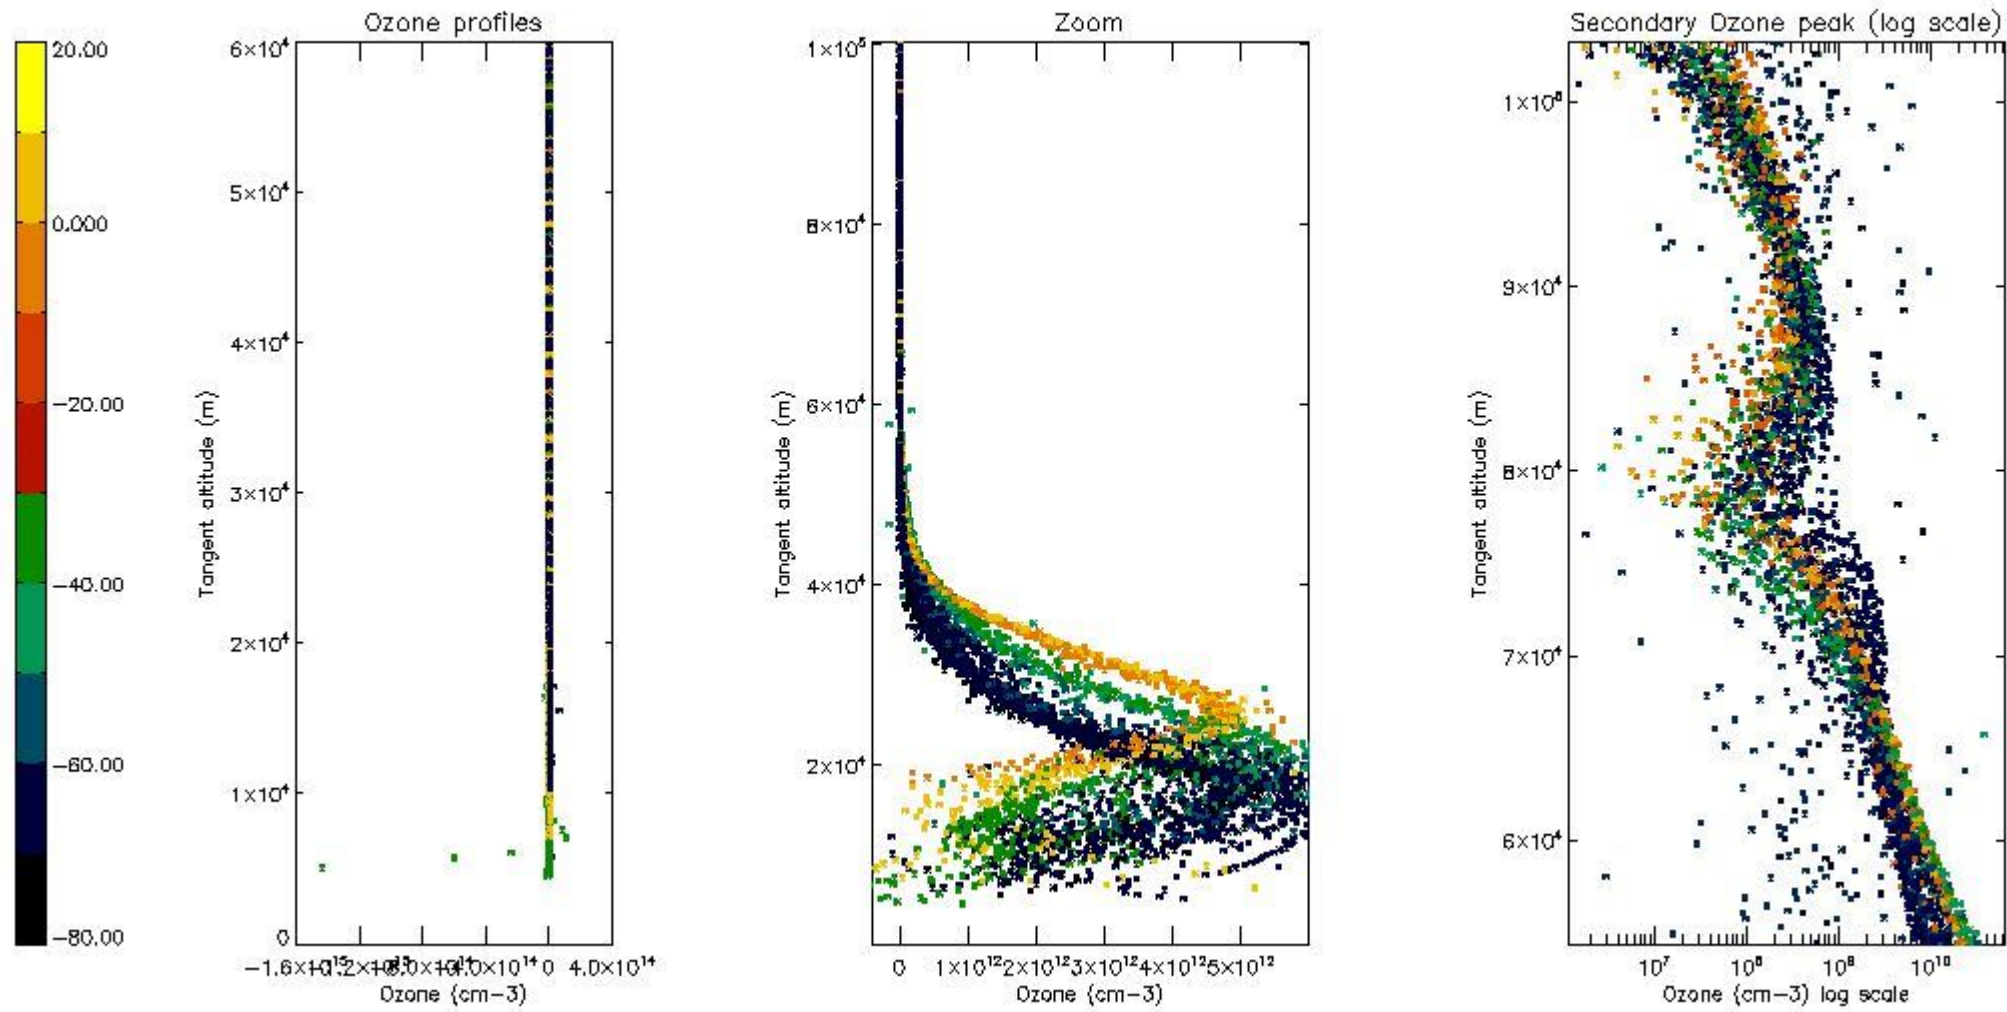 Ozone profiles
Zoom
Secondary Ozone peak (log scale)
20.00
0.000
−20.00
−40.00
−60.00
−80.00
6×10⁴
5×10⁴
4×10⁴
3×10⁴
2×10⁴
1×10⁴
0
Tangent altitude (m)
0 4.0×10¹⁴
Ozone (cm−3)
1×10⁵
8×10⁴
6×10⁴
4×10⁴
2×10⁴
Tangent altitude (m)
0 1×10¹² 2×10¹² 3×10¹² 4×10¹² 5×10¹²
Ozone (cm−3)
9×10⁴
8×10⁴
7×10⁴
6×10⁴
Tangent altitude (m)
10⁷ 10⁸ 10⁹ 10¹⁰
Ozone (cm−3) log scale